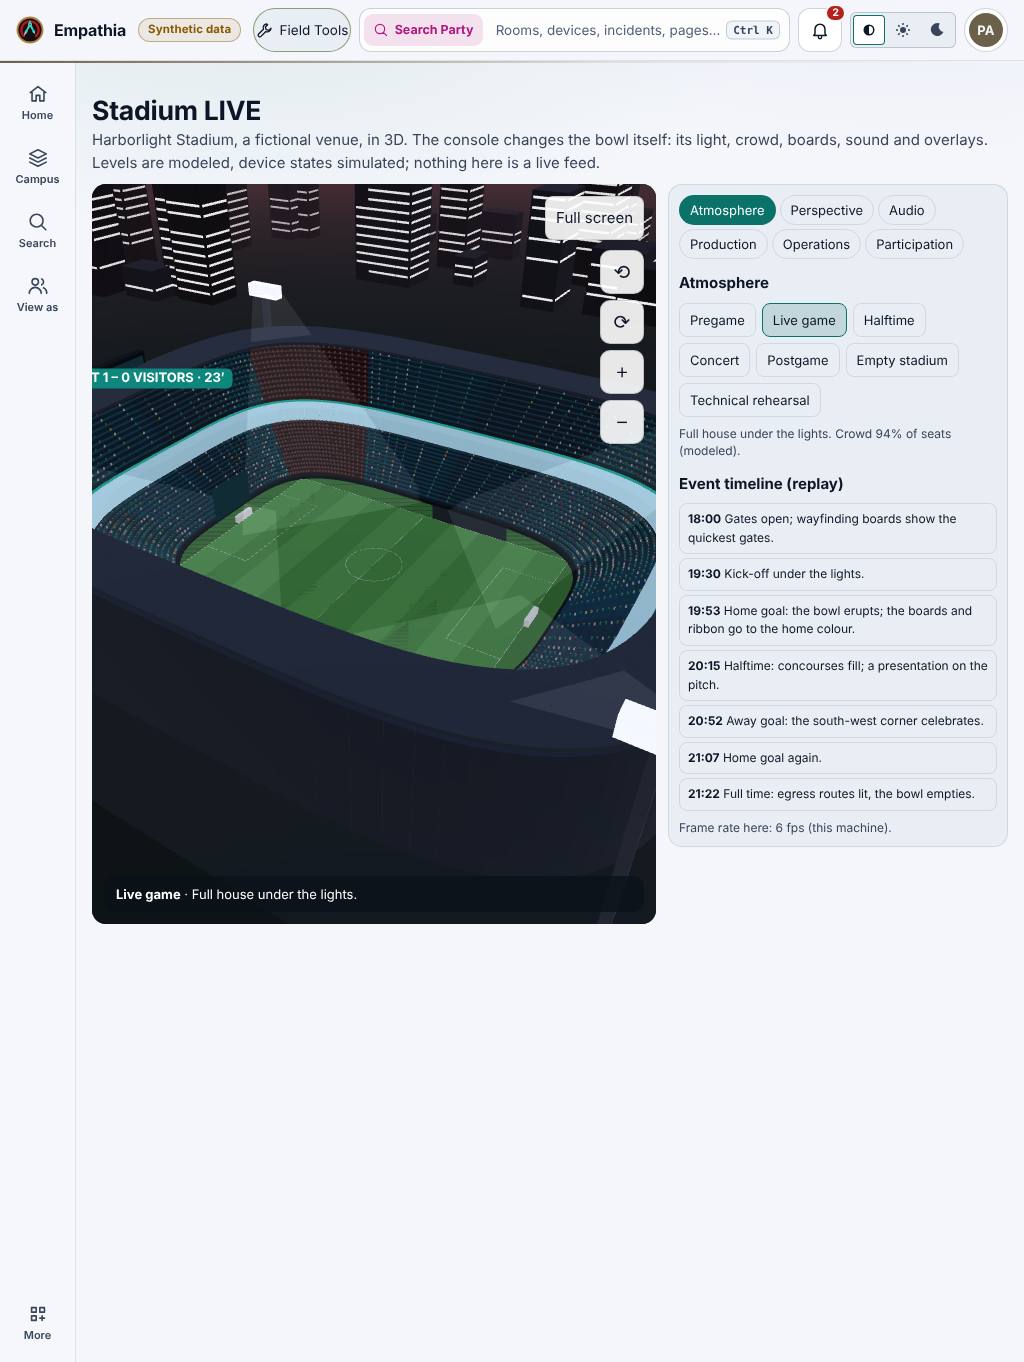 Empathia
Synthetic data
Field Tools
Search Party
Rooms, devices, incidents, pages...
Ctrl K
2
PA
Home
Campus
Search
View as
More
Stadium LIVE
Harborlight Stadium, a fictional venue, in 3D. The console changes the bowl itself: its light, crowd, boards, sound and overlays.
Levels are modeled, device states simulated; nothing here is a live feed.
Full screen
T 1 – 0 VISITORS · 23'
Live game · Full house under the lights.
Atmosphere
Perspective
Audio
Production
Operations
Participation
Atmosphere
Pregame
Live game
Halftime
Concert
Postgame
Empty stadium
Technical rehearsal
Full house under the lights. Crowd 94% of seats
(modeled).
Event timeline (replay)
18:00 Gates open; wayfinding boards show the
quickest gates.
19:30 Kick-off under the lights.
19:53 Home goal: the bowl erupts; the boards and
ribbon go to the home colour.
20:15 Halftime: concourses fill; a presentation on the
pitch.
20:52 Away goal: the south-west corner celebrates.
21:07 Home goal again.
21:22 Full time: egress routes lit, the bowl empties.
Frame rate here: 6 fps (this machine).